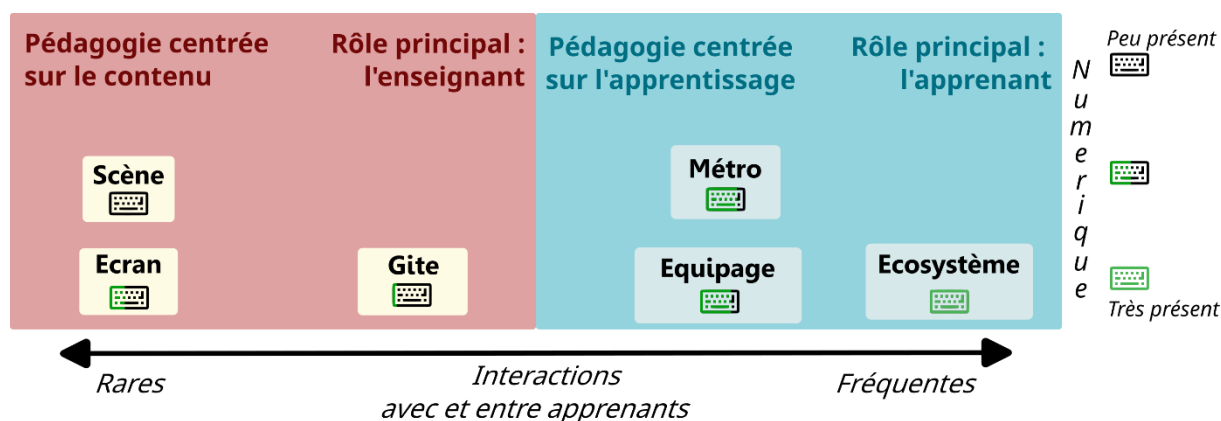 Pédagogie centrée
sur le contenu
Rôle principal :
l'enseignant
Pédagogie centrée
sur l'apprentissage
Rôle principal :
l'apprenant
Scène
Ecran
Gite
Métro
Equipage
Ecosystème
Numerique
Peu présent
Très présent
Rares
Interactions
avec et entre apprenants
Fréquentes